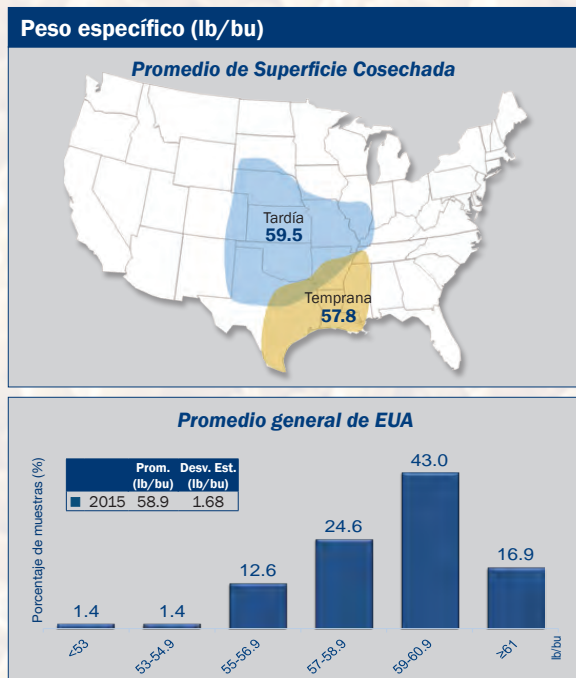 Peso específico (lb/bu)
Promedio de Superficie Cosechada
Tardía
59.5
Temprana
57.8
Promedio general de EUA
Porcentaje de muestras (%)
Prom. Desv. Est.
(lb/bu) (lb/bu)
2015 58.9 1.68
1.4
1.4
12.6
24.6
43.0
16.9
<53
53-54.9
55-56.9
57-58.9
59-60.9
≥61
lb/bu